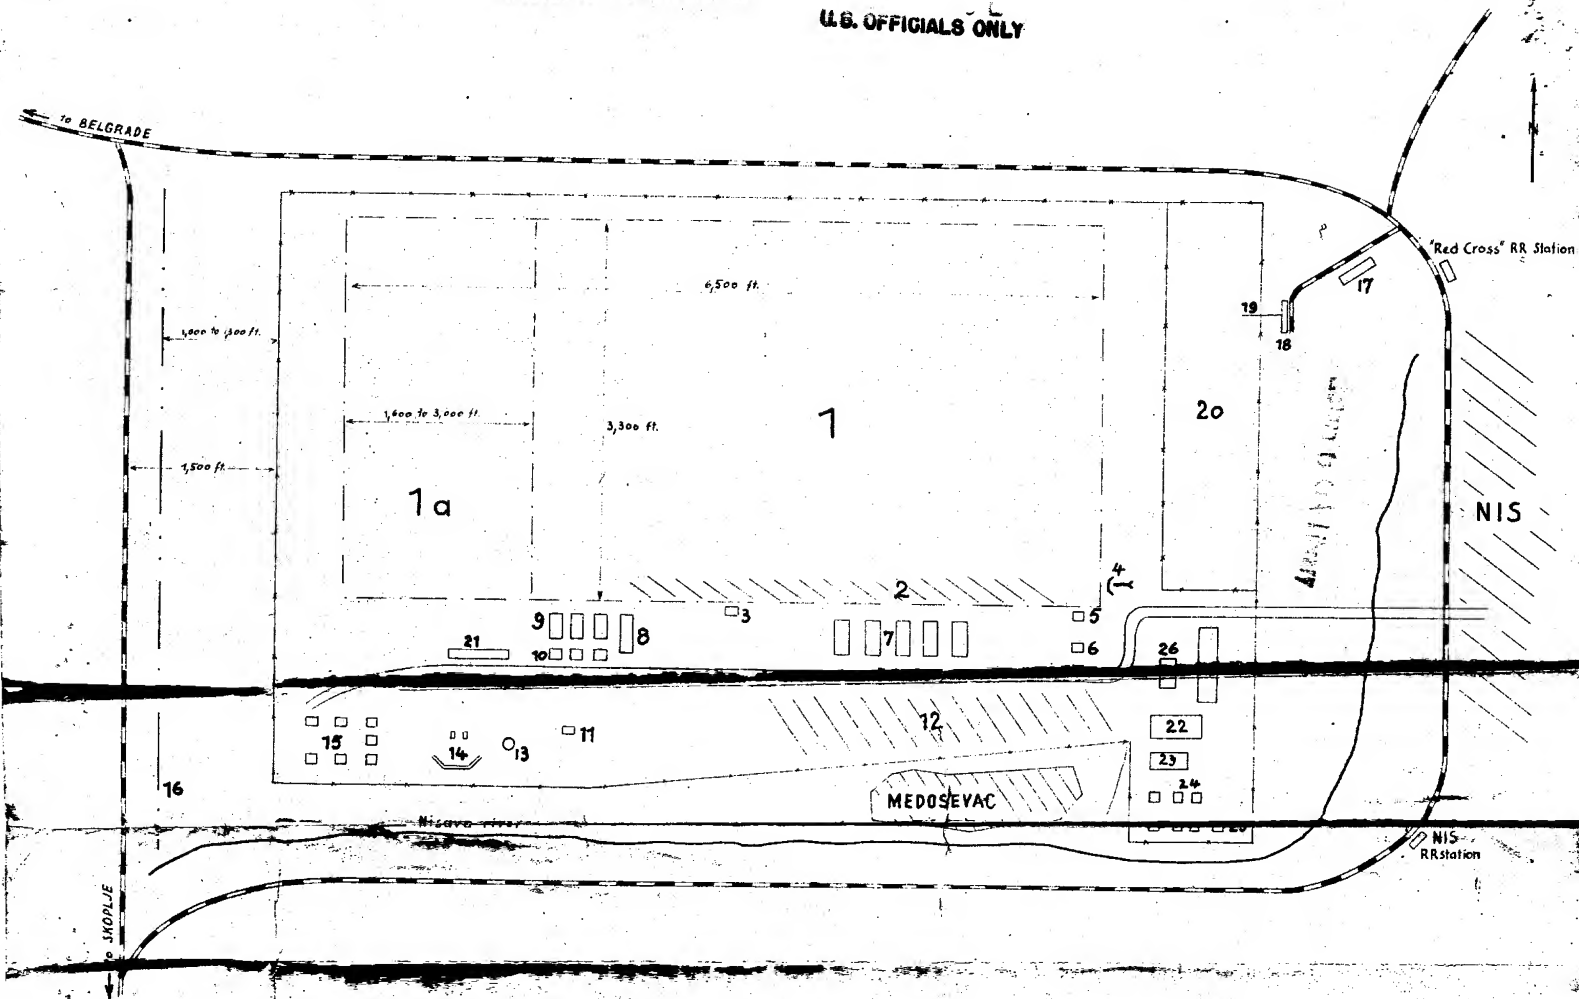 U.S. OFFICIALS ONLY
to BELGRADE
N
"Red Cross" RR Station
17
6,500 ft.
19
18
1,000 to 1,300 ft.
1,600 to 3,000 ft.
3,300 ft.
1
20
1,500 ft.
1a
NIS
4
2
9
3
5
8
7
21
10
6
26
15
14
13
11
12
22
23
16
24
MEDOSEVAC
Nisava river
25
NIS
RRstation
to SKOPLJE